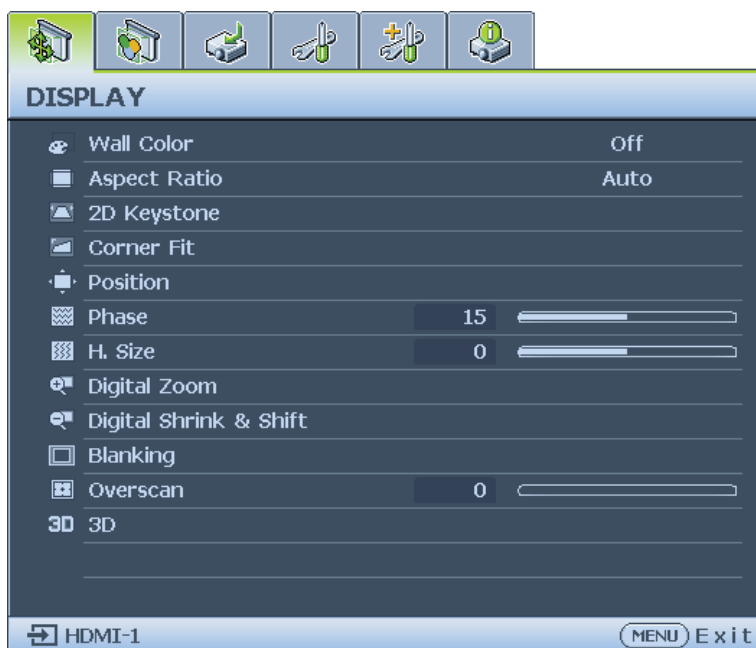 DISPLAY
Wall Color Off
Aspect Ratio Auto
2D Keystone
Corner Fit
Position
Phase 15
H. Size 0
Digital Zoom
Digital Shrink & Shift
Blanking
Overscan 0
3D 3D
HDMI-1 MENU Exit